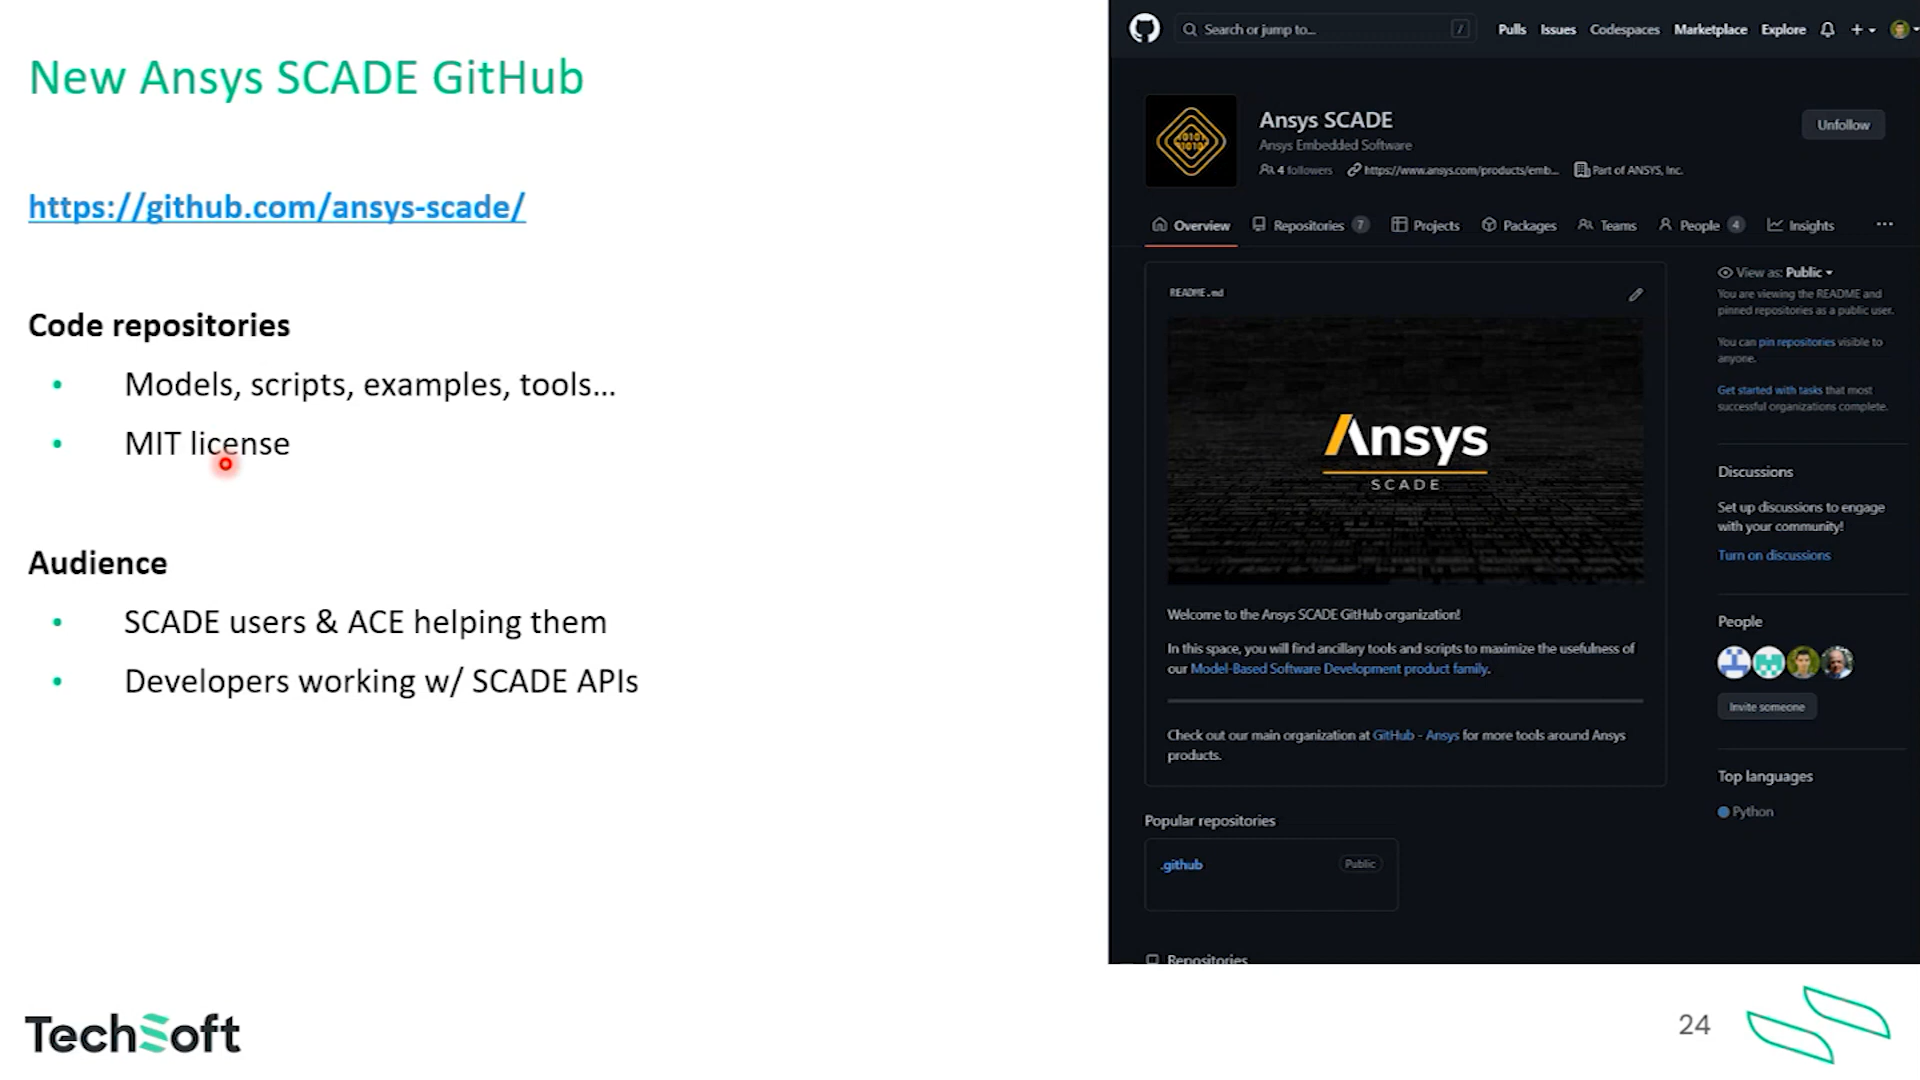 New Ansys SCADE GitHub
https://github.com/ansys-scade/
Code repositories
• Models, scripts, examples, tools...
• MIT license
Audience
• SCADE users & ACE helping them
• Developers working w/ SCADE APIs
TechSoft
24
Search or jump to... /
Pulls Issues Codespaces Marketplace Explore
Ansys SCADE
Unfollow
Ansys Embedded Software
4 followers https://www.ansys.com/products/emb... Part of ANSYS, Inc.
Overview Repositories 7 Projects Packages Teams People 4 Insights ...
README.md
Ansys
SCADE
Welcome to the Ansys SCADE GitHub organization!
In this space, you will find ancillary tools and scripts to maximize the usefulness of
our Model-Based Software Development product family.
Check out our main organization at GitHub - Ansys for more tools around Ansys
products.
Popular repositories
.github Public
Repositories
View as: Public
You are viewing the README and
pinned repositories as a public user.
You can pin repositories visible to
anyone.
Get started with tasks that most
successful organizations complete.
Discussions
Set up discussions to engage
with your community!
Turn on discussions
People
Invite someone
Top languages
Python